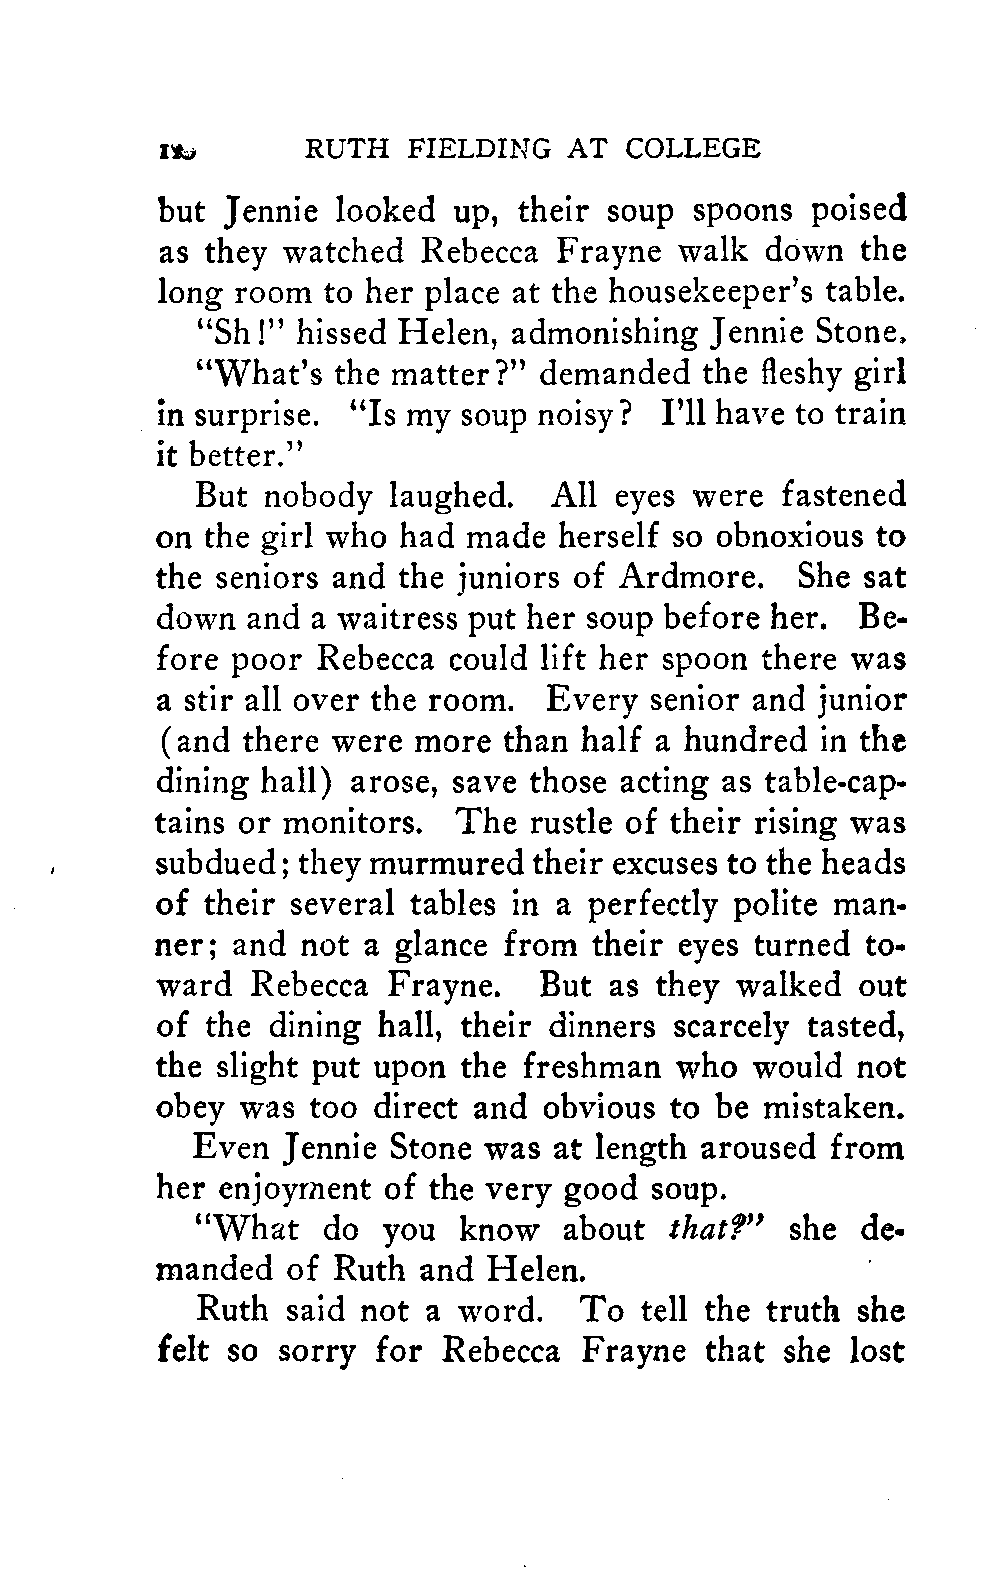 RUTH FIELDING AT COLLEGE
but Jennie looked up, their soup spoons poised
as they watched Rebecca Frayne walk down the
long room to her place at the housekeeper's table.
"Sh!" hissed Helen, admonishing Jennie Stone.
"What's the matter?" demanded the fleshy girl
in surprise. "Is my soup noisy? I'll have to train
it better."
But nobody laughed. All eyes were fastened
on the girl who had made herself so obnoxious to
the seniors and the juniors of Ardmore. She sat
down and a waitress put her soup before her. Be-
fore poor Rebecca could lift her spoon there was
a stir all over the room. Every senior and junior
(and there were more than half a hundred in the
dining hall) arose, save those acting as table-cap-
tains or monitors. The rustle of their rising was
subdued; they murmured their excuses to the heads
of their several tables in a perfectly polite man-
ner; and not a glance from their eyes turned to-
ward Rebecca Frayne. But as they walked out
of the dining hall, their dinners scarcely tasted,
the slight put upon the freshman who would not
obey was too direct and obvious to be mistaken.
Even Jennie Stone was at length aroused from
her enjoyment of the very good soup.
"What do you know about that?" she de-
manded of Ruth and Helen.
Ruth said not a word. To tell the truth she
felt so sorry for Rebecca Frayne that she lost